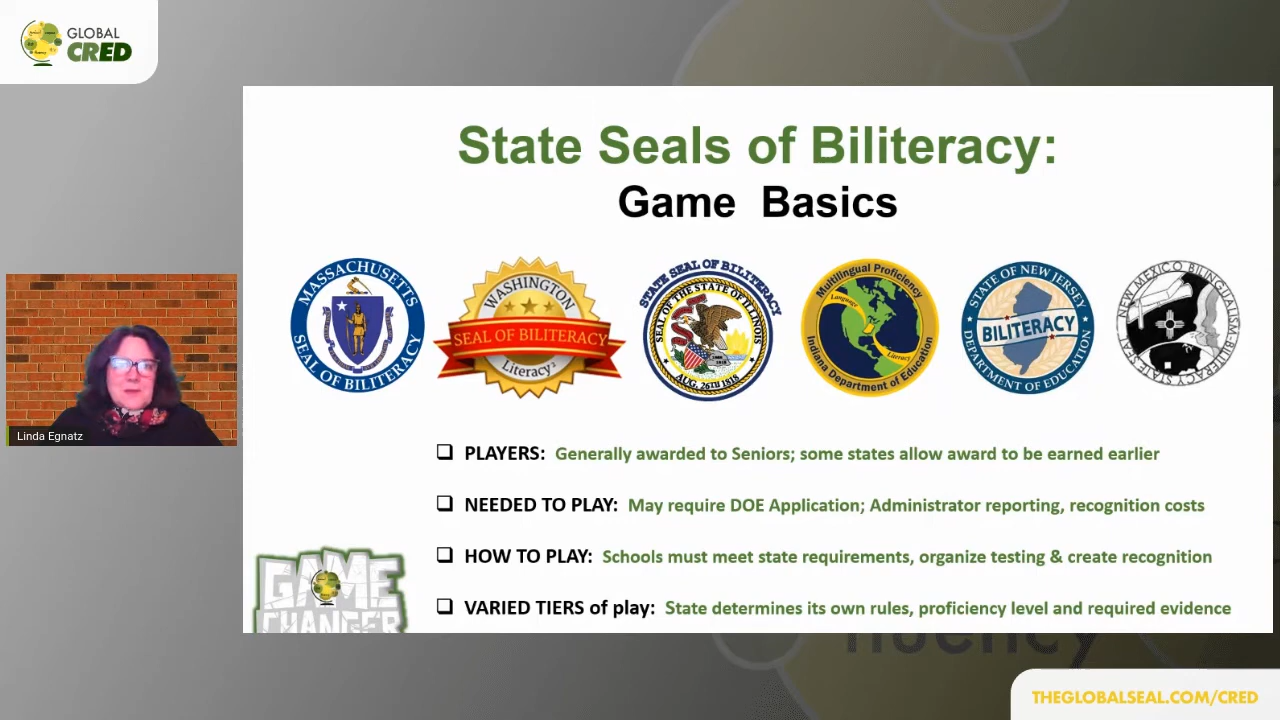 GLOBAL
CRED
State Seals of Biliteracy:
Game Basics
MASSACHUSETTS
SEAL OF BILITERACY
WASHINGTON
SEAL OF BILITERACY
Literacy²
STATE SEAL OF BILITERACY
SEAL OF THE STATE OF ILLINOIS
AUG. 26TH 1818
Multilingual Proficiency
Language
Literacy
Indiana Department of Education
STATE OF NEW JERSEY
BILITERACY
DEPARTMENT OF EDUCATION
NEW MEXICO BILINGUALISM-BILITERACY STATE SEAL
Linda Egnatz
❑ PLAYERS: Generally awarded to Seniors; some states allow award to be earned earlier
❑ NEEDED TO PLAY: May require DOE Application; Administrator reporting, recognition costs
❑ HOW TO PLAY: Schools must meet state requirements, organize testing & create recognition
❑ VARIED TIERS of play: State determines its own rules, proficiency level and required evidence
GAME
CHANGER
fluency
THEGLOBALSEAL.COM/CRED